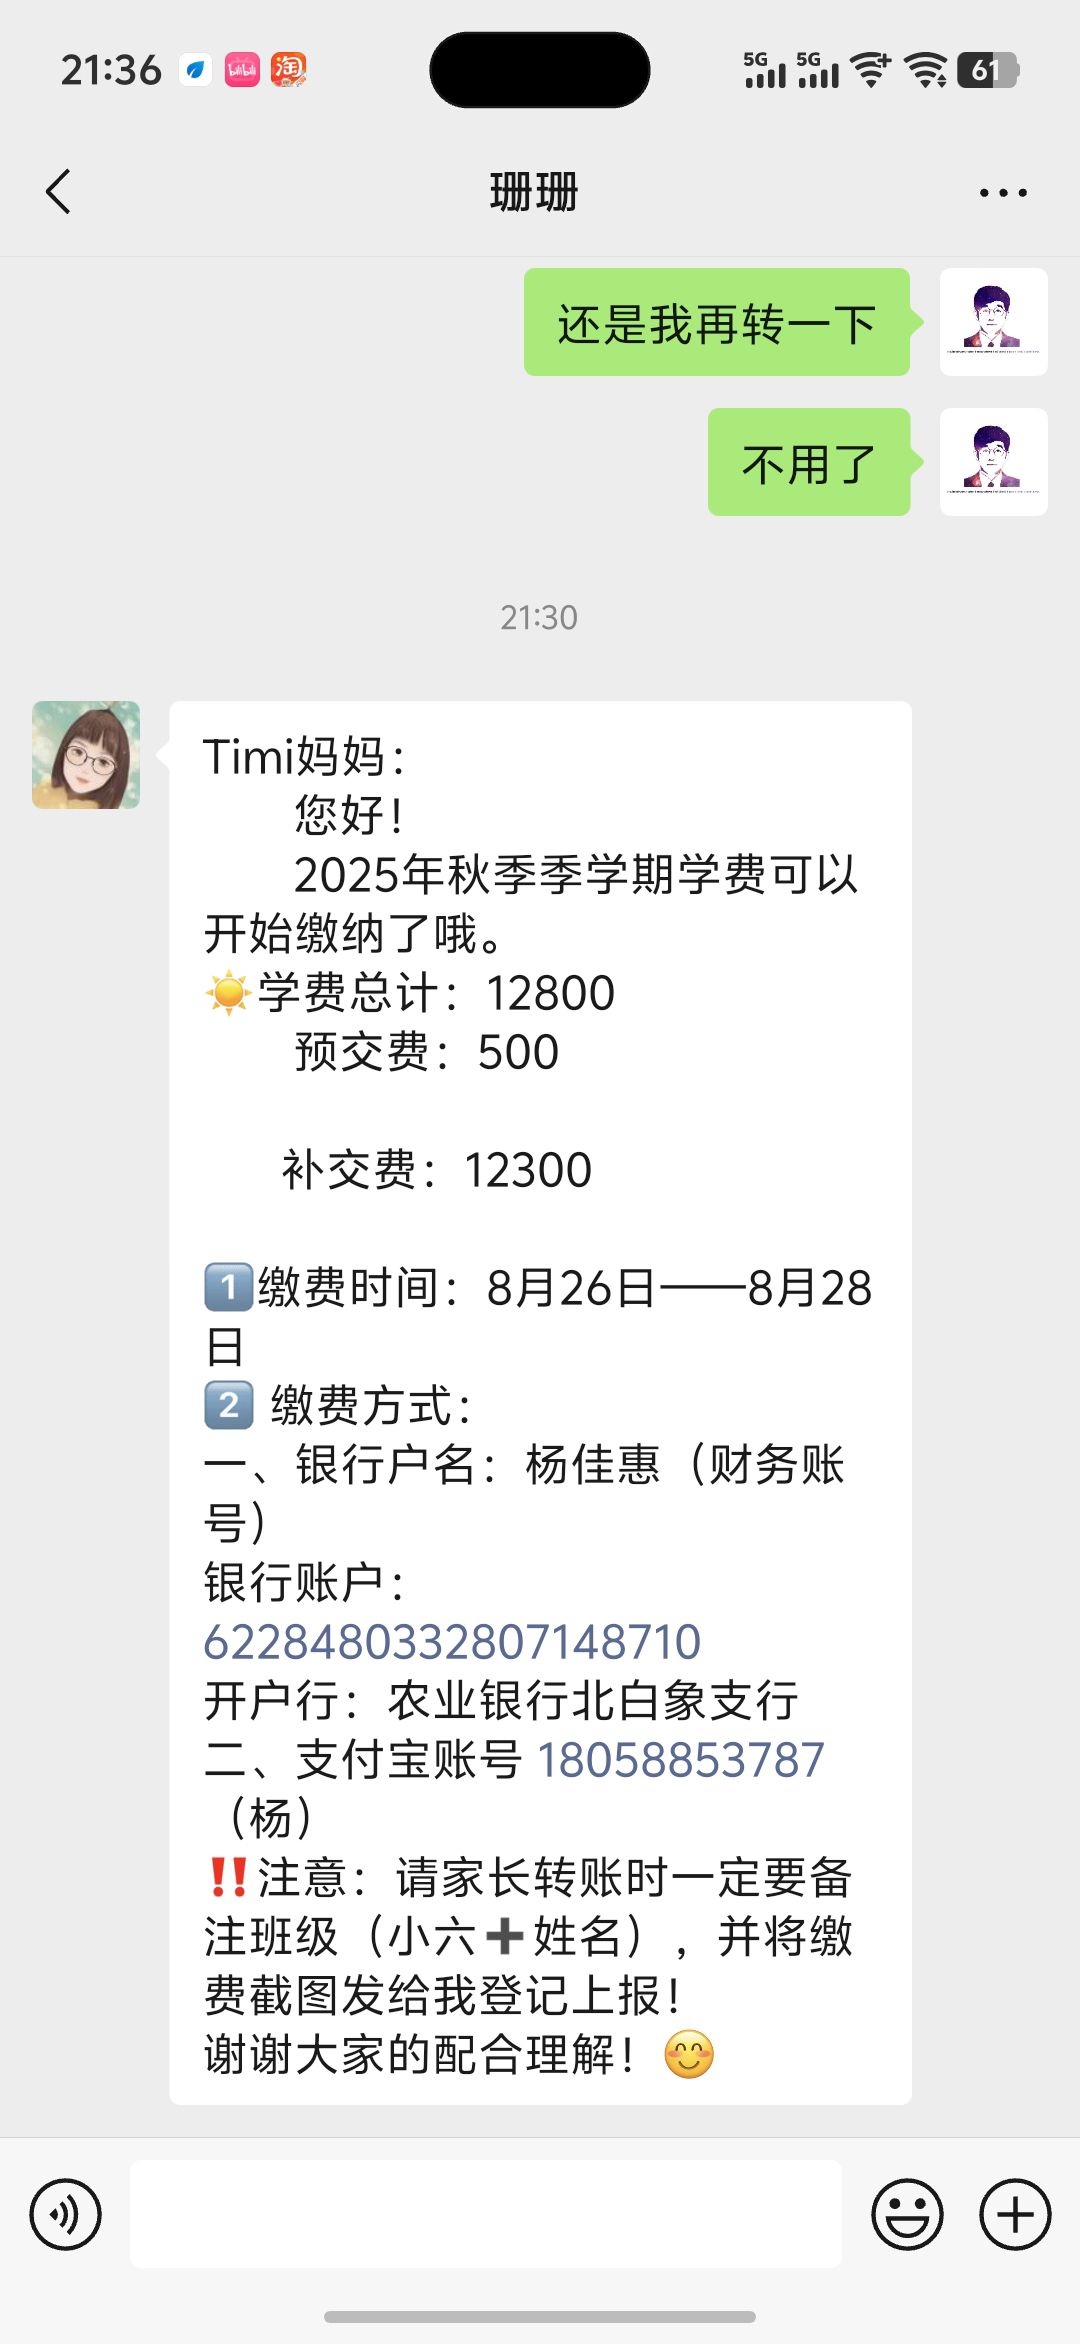 21:36
bilibili
淘
5G
5G
61
珊珊
还是我再转一下
不用了
21:30
Timi妈妈：
您好！
2025年秋季季学期学费可以
开始缴纳了哦。
☀️学费总计：12800
预交费：500
补交费：12300
1️⃣缴费时间：8月26日——8月28
日
2️⃣ 缴费方式：
一、银行户名：杨佳惠（财务账
号）
银行账户：
6228480332807148710
开户行：农业银行北白象支行
二、支付宝账号 18058853787
（杨）
‼️注意：请家长转账时一定要备
注班级（小六➕姓名），并将缴
费截图发给我登记上报！
谢谢大家的配合理解！😊